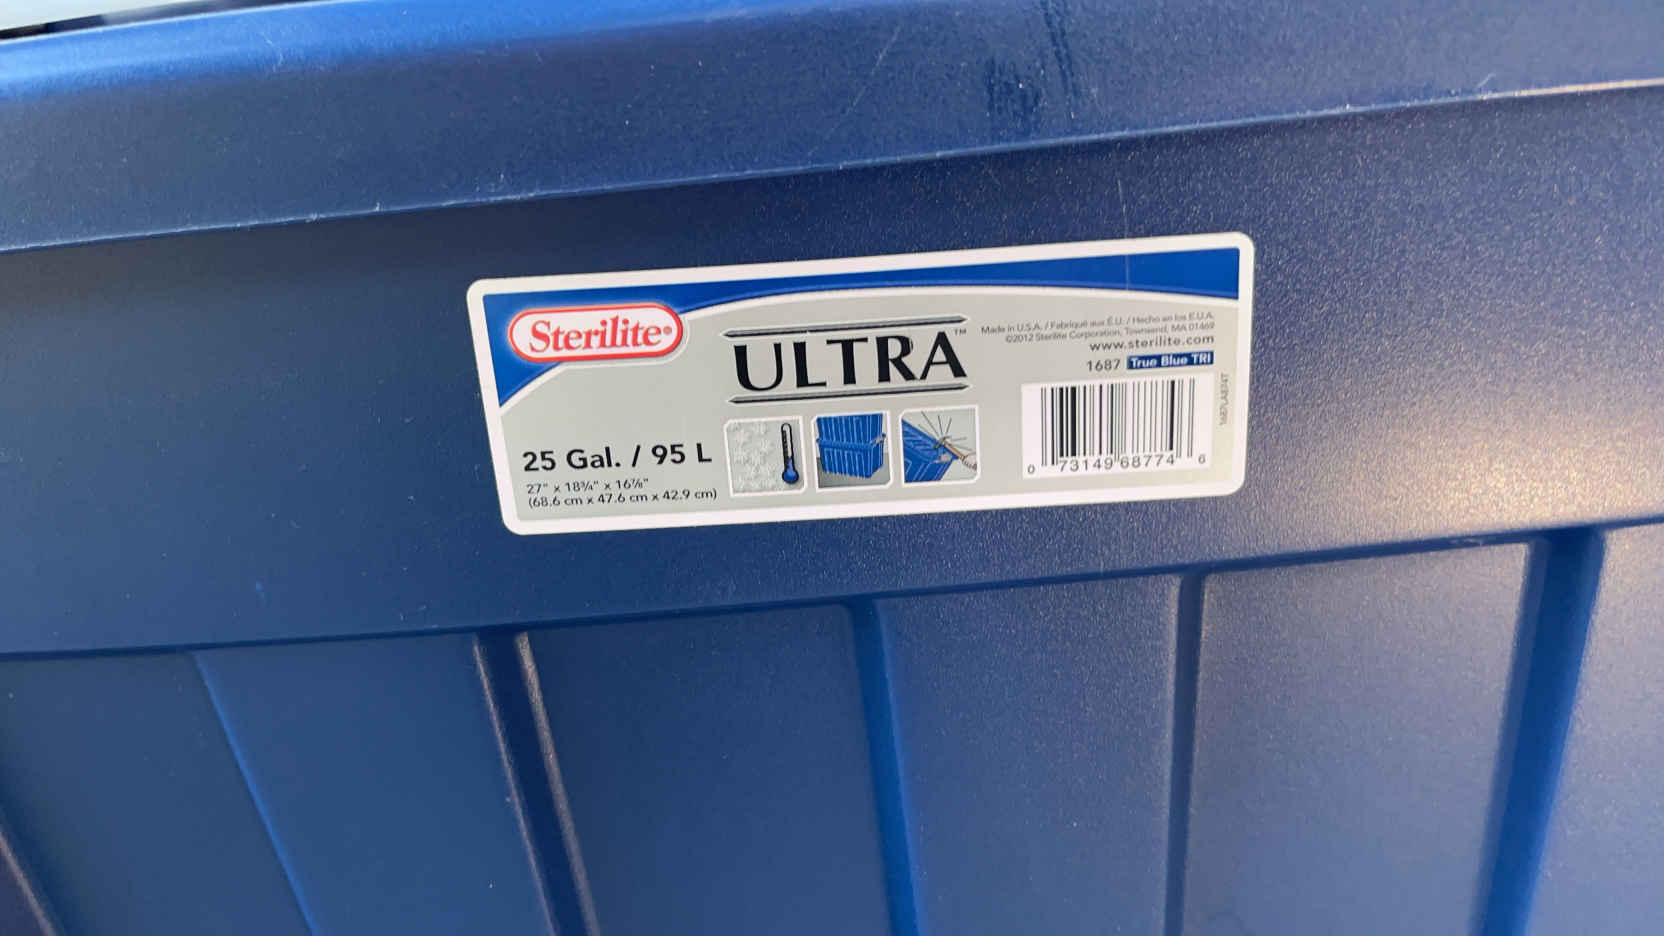 Sterilite®
ULTRA™
25 Gal. / 95 L
27" x 18¾" x 16⅞"
(68.6 cm x 47.6 cm x 42.9 cm)
Made in U.S.A. / Fabriqué aux É.U. / Hecho en los E.U.A.
©2012 Sterilite Corporation, Townsend, MA 01469
www.sterilite.com
1687 True Blue TRI
0 73149 68774 6